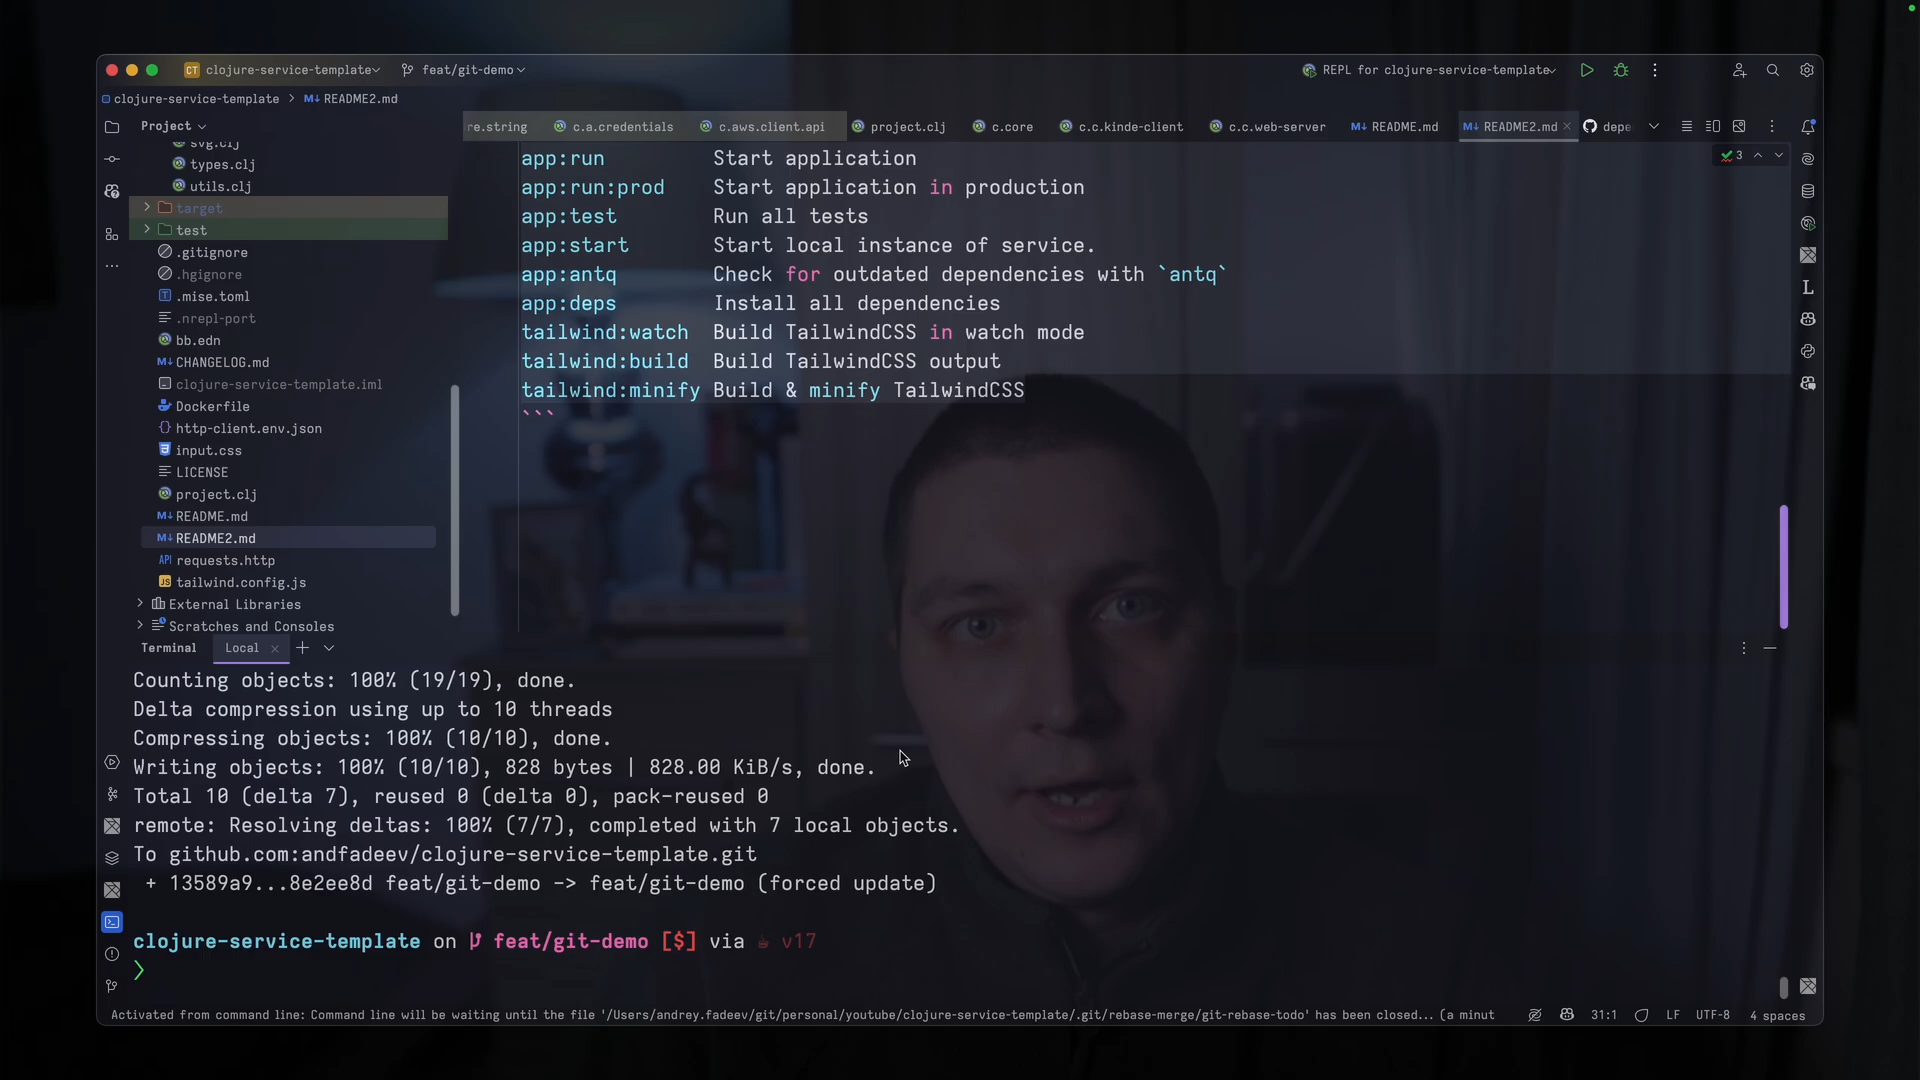 CT clojure-service-template
feat/git-demo
REPL for clojure-service-template
clojure-service-template > README2.md
Project
re.string
c.a.credentials
c.aws.client.api
project.clj
c.core
c.c.kinde-client
c.c.web-server
README.md
README2.md
depe
svg.clj
types.clj
utils.clj
target
test
.gitignore
.hgignore
.mise.toml
.nrepl-port
bb.edn
CHANGELOG.md
clojure-service-template.iml
Dockerfile
http-client.env.json
input.css
LICENSE
project.clj
README.md
README2.md
requests.http
tailwind.config.js
External Libraries
Scratches and Consoles
3
app:run Start application
app:run:prod Start application in production
app:test Run all tests
app:start Start local instance of service.
app:antq Check for outdated dependencies with `antq`
app:deps Install all dependencies
tailwind:watch Build TailwindCSS in watch mode
tailwind:build Build TailwindCSS output
tailwind:minify Build & minify TailwindCSS
```
Terminal Local
Counting objects: 100% (19/19), done.
Delta compression using up to 10 threads
Compressing objects: 100% (10/10), done.
Writing objects: 100% (10/10), 828 bytes | 828.00 KiB/s, done.
Total 10 (delta 7), reused 0 (delta 0), pack-reused 0
remote: Resolving deltas: 100% (7/7), completed with 7 local objects.
To github.com:andfadeev/clojure-service-template.git
+ 13589a9...8e2ee8d feat/git-demo -> feat/git-demo (forced update)
clojure-service-template on feat/git-demo [$] via v17
❯
Activated from command line: Command line will be waiting until the file '/Users/andrey.fadeev/git/personal/youtube/clojure-service-template/.git/rebase-merge/git-rebase-todo' has been closed... (a minut
31:1 LF UTF-8 4 spaces